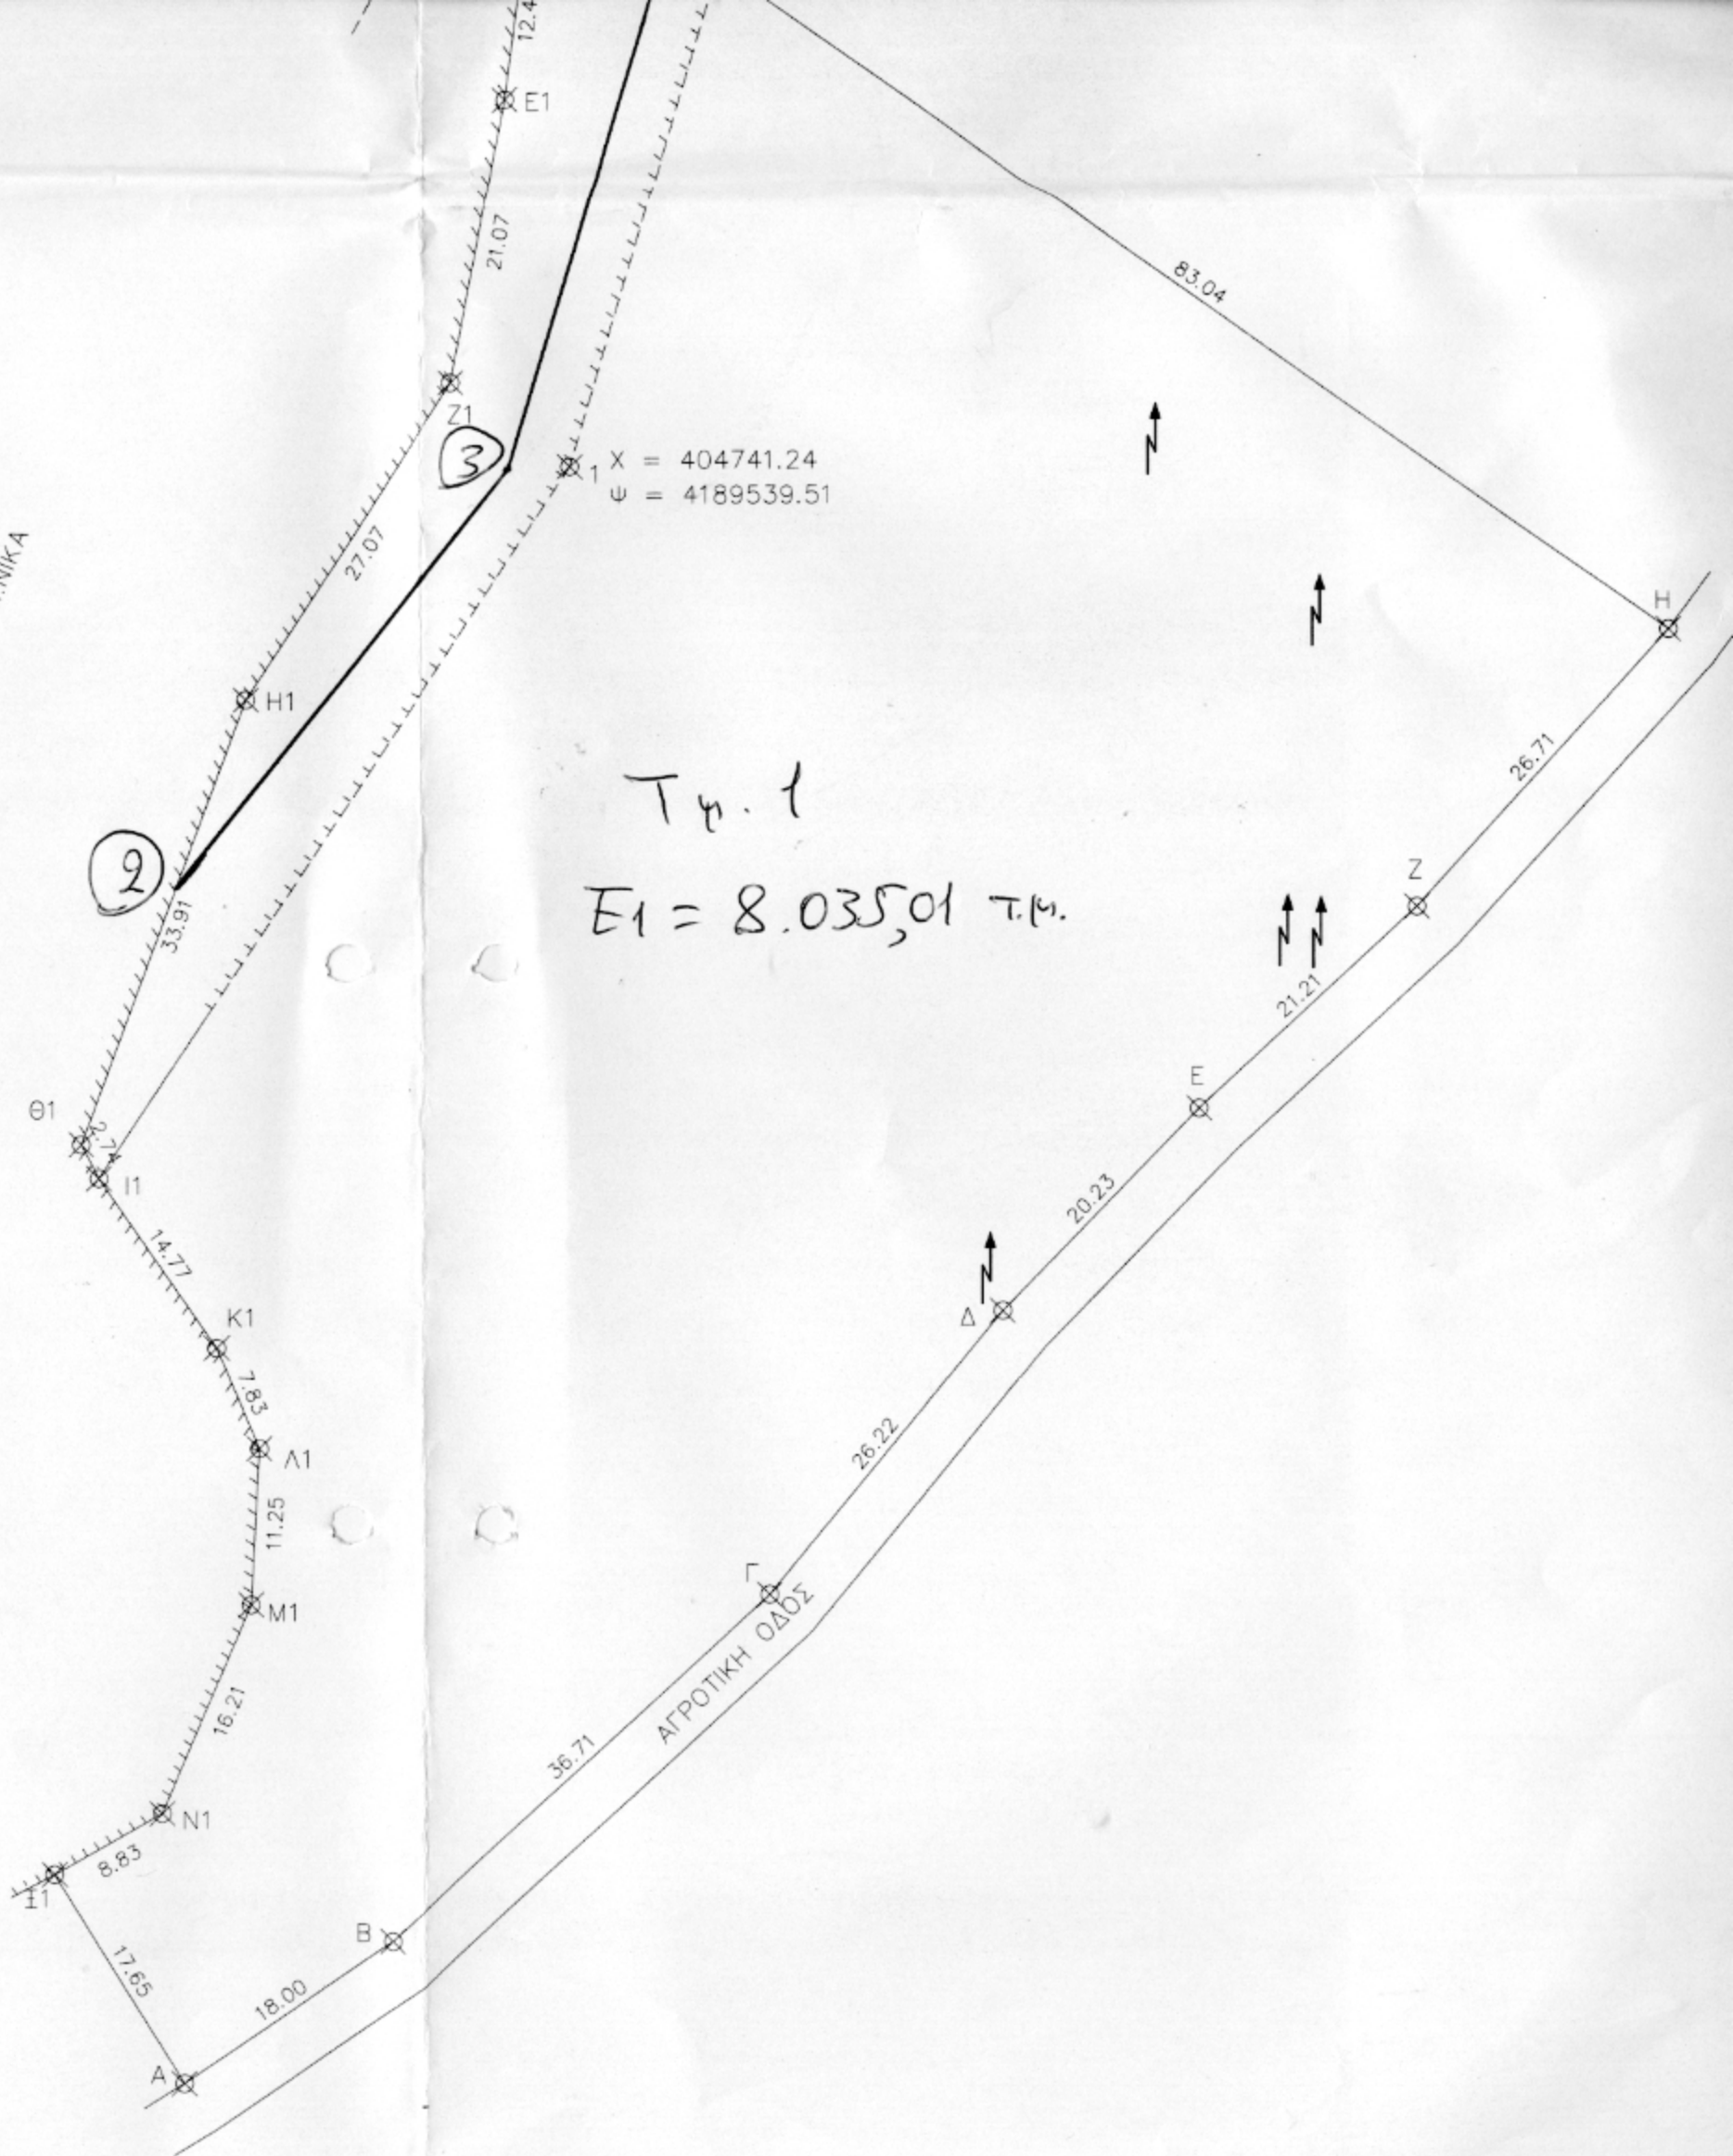 12.4
E1
21.07
83.04
Z1
3
1 X = 404741.24
Ψ = 4189539.51
27.07
H
H1
26.71
Τμ. 1
2
Z
E1 = 8.035,01 τ.μ.
33.91
21.21
E
Θ1
2.74
I1
20.23
14.77
Δ
K1
7.83
26.22
Λ1
11.25
Γ
M1
ΑΓΡΟΤΙΚΗ ΟΔΟΣ
16.21
36.71
N1
8.83
Ξ1
B
17.65
18.00
A